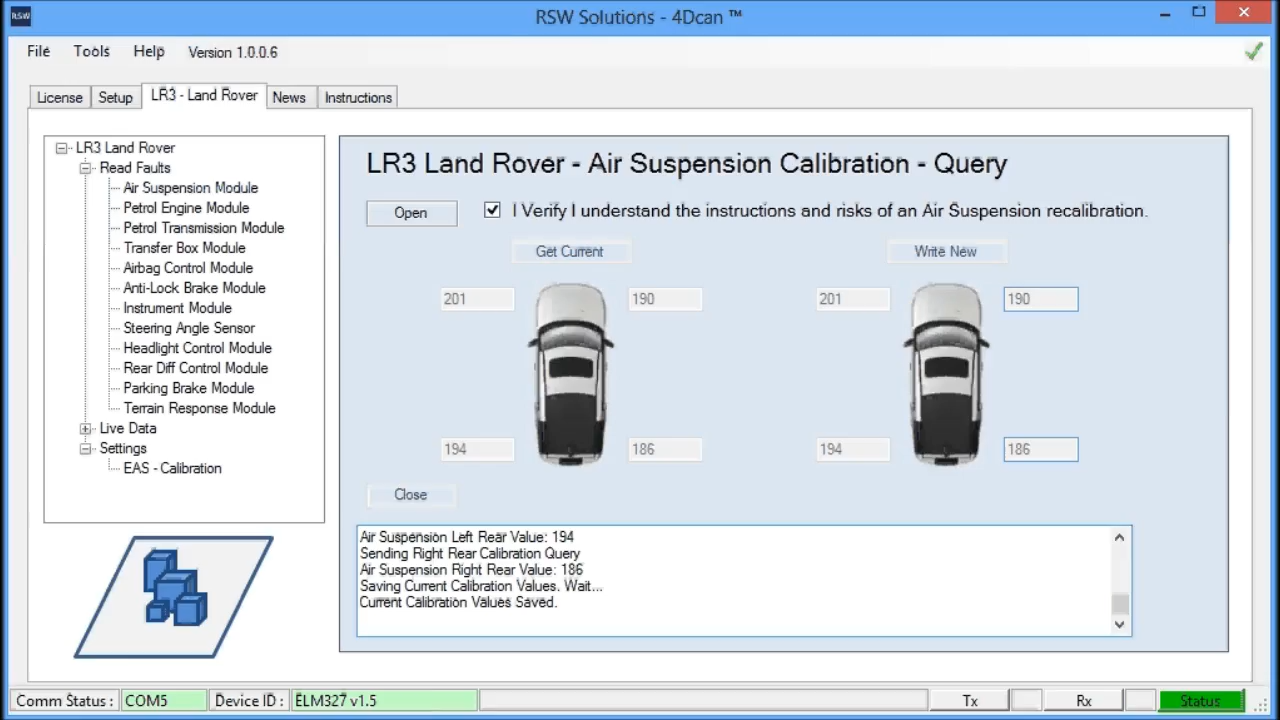 RSW
RSW Solutions - 4Dcan ™
File Tools Help Version 1.0.0.6
License Setup LR3 - Land Rover News Instructions
LR3 Land Rover
Read Faults
Air Suspension Module
Petrol Engine Module
Petrol Transmission Module
Transfer Box Module
Airbag Control Module
Anti-Lock Brake Module
Instrument Module
Steering Angle Sensor
Headlight Control Module
Rear Diff Control Module
Parking Brake Module
Terrain Response Module
Live Data
Settings
EAS - Calibration
LR3 Land Rover - Air Suspension Calibration - Query
Open I Verify I understand the instructions and risks of an Air Suspension recalibration.
Get Current Write New
201 190 201 190
194 186 194 186
Close
Air Suspension Left Rear Value: 194
Sending Right Rear Calibration Query
Air Suspension Right Rear Value: 186
Saving Current Calibration Values. Wait...
Current Calibration Values Saved.
Comm Status : COM5 Device ID : ELM327 v1.5 Tx Rx Status